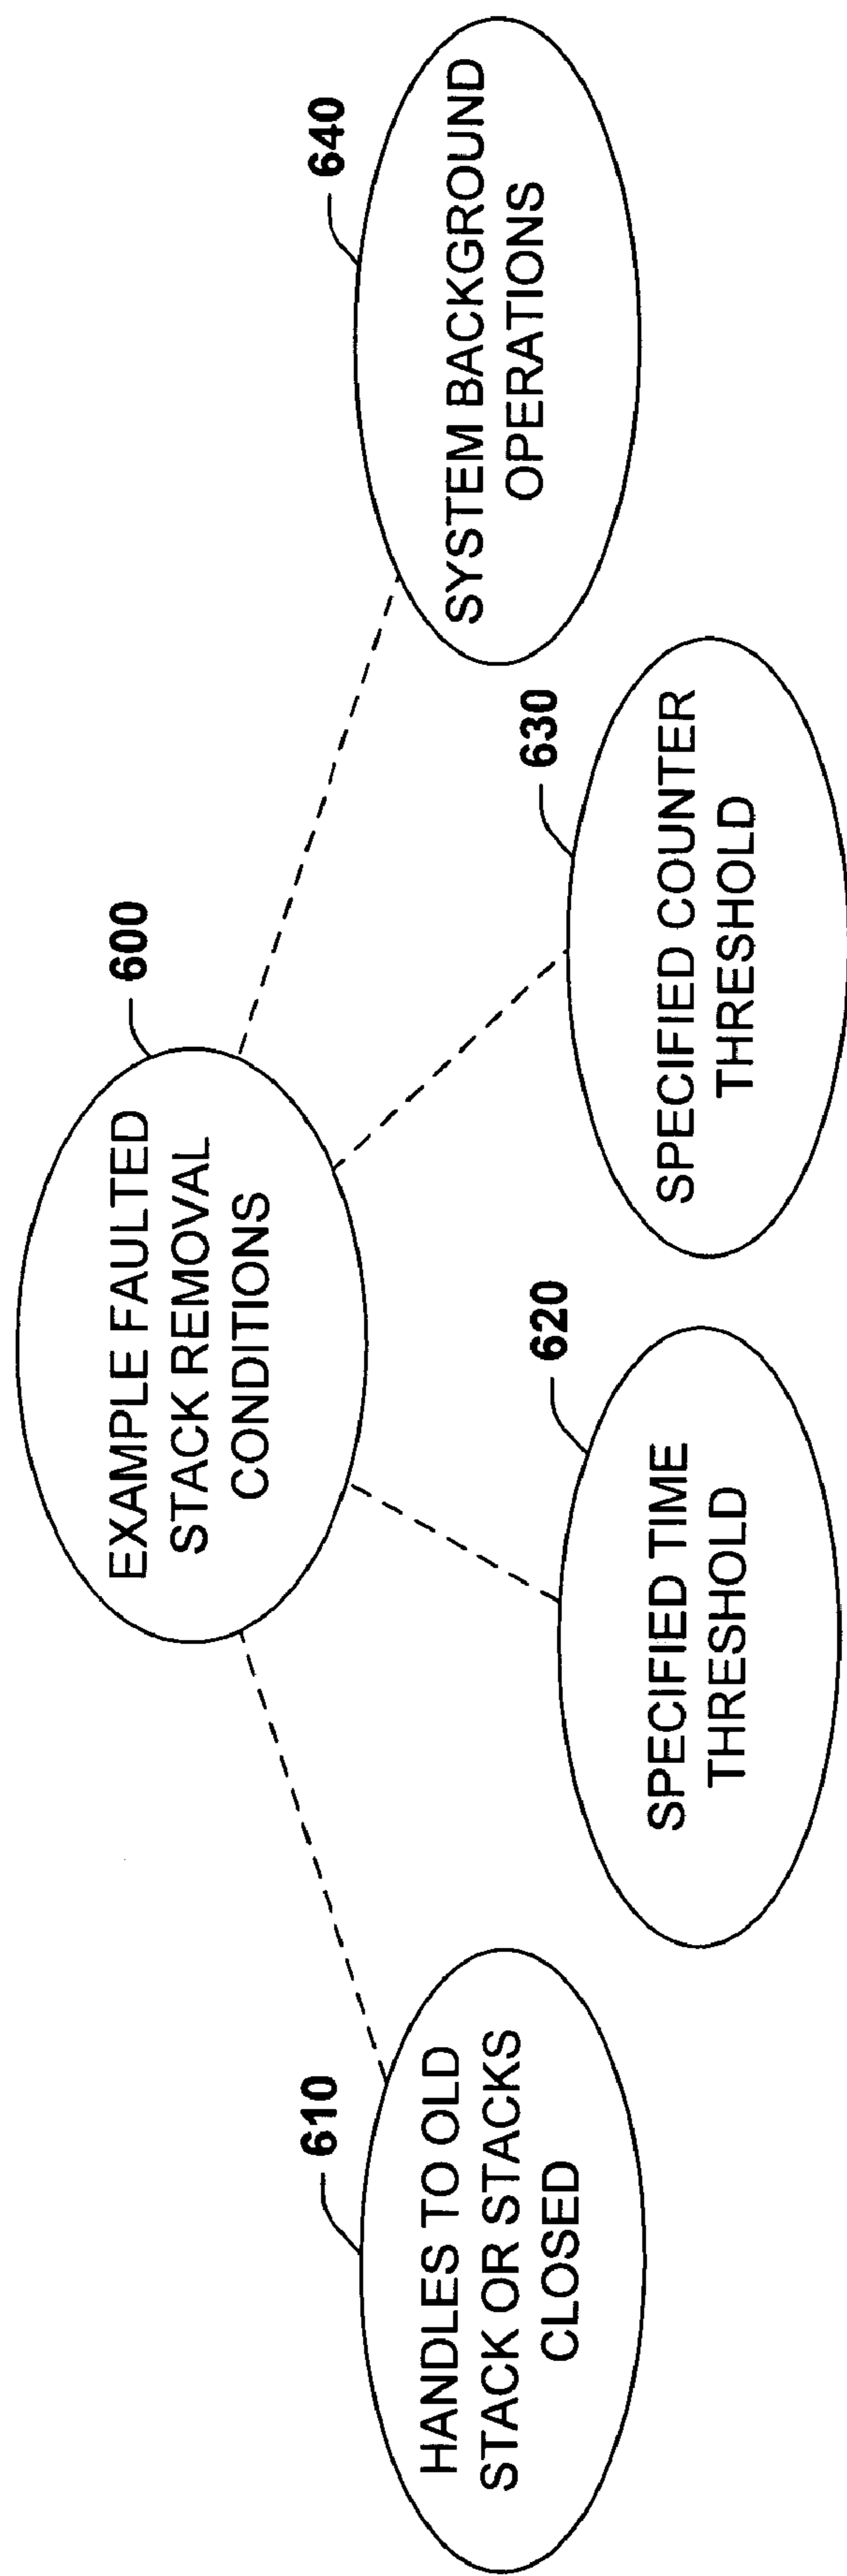 600
EXAMPLE FAULTED
STACK REMOVAL
CONDITIONS
610
HANDLES TO OLD
STACK OR STACKS
CLOSED
620
SPECIFIED TIME
THRESHOLD
630
SPECIFIED COUNTER
THRESHOLD
640
SYSTEM BACKGROUND
OPERATIONS